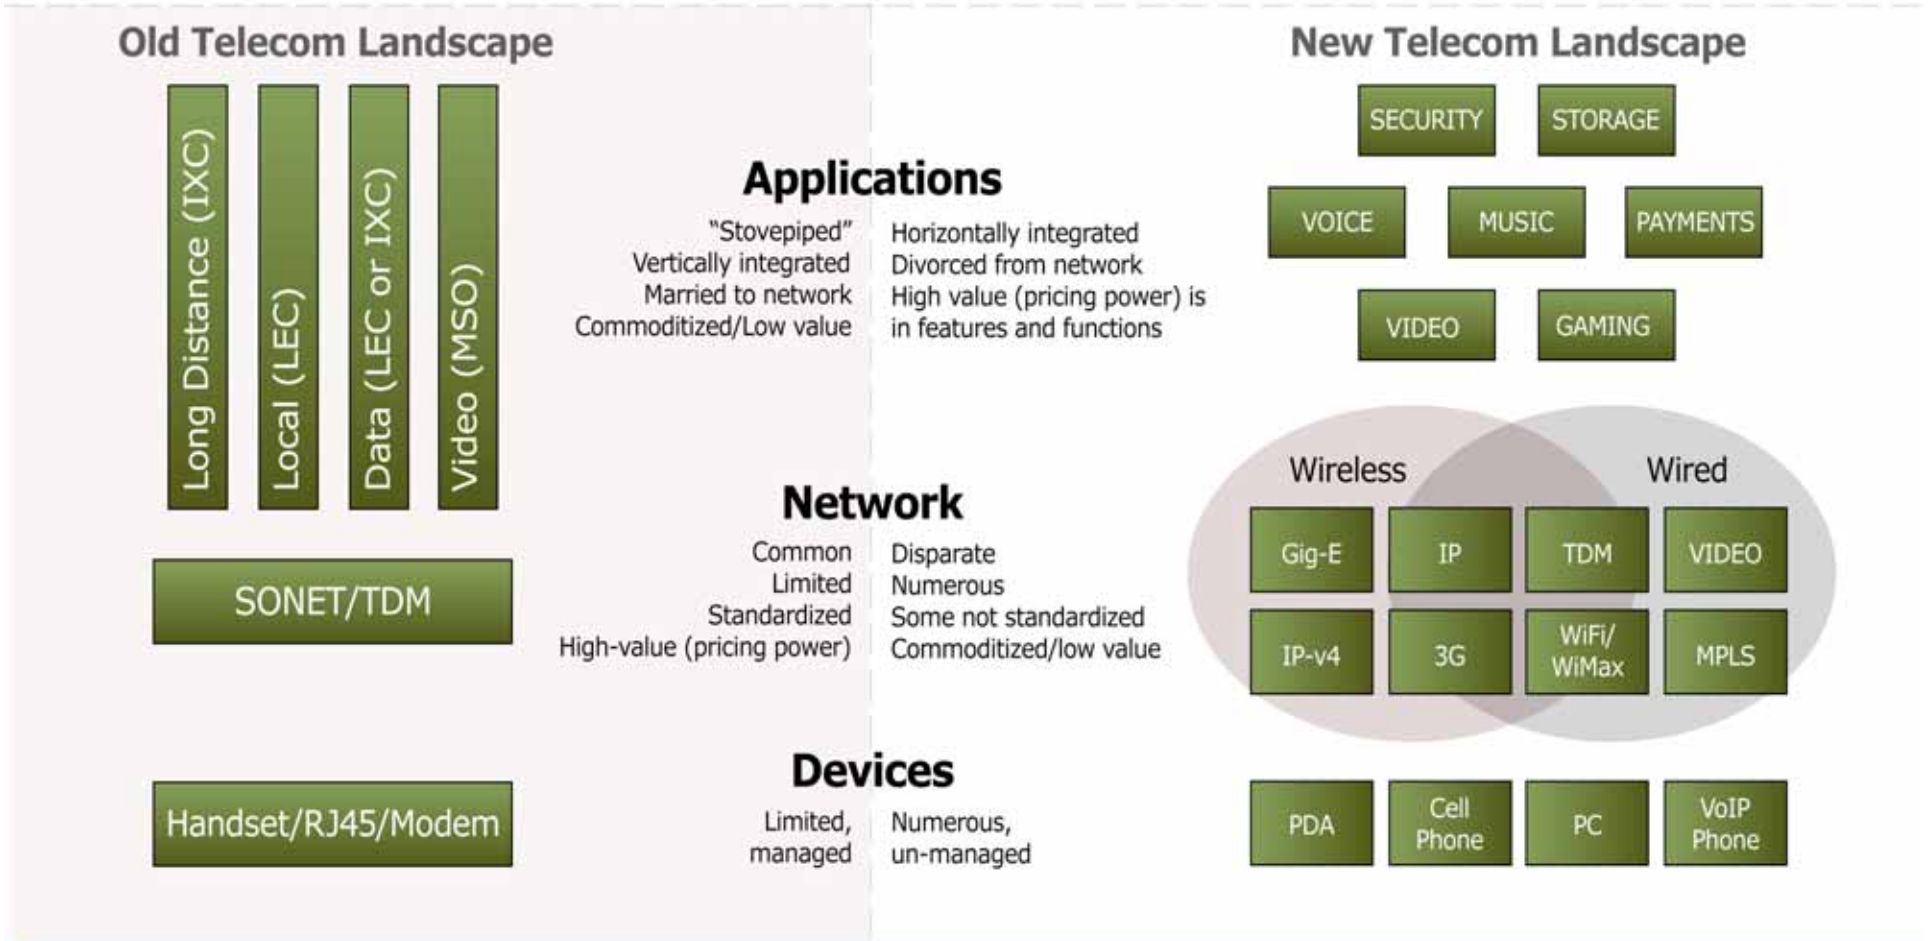 Old Telecom Landscape
Long Distance (IXC)
Local (LEC)
Data (LEC or IXC)
Video (MSO)
SONET/TDM
Handset/RJ45/Modem
Applications
“Stovepiped”
Vertically integrated
Married to network
Commoditized/Low value
Horizontally integrated
Divorced from network
High value (pricing power) is
in features and functions
Network
Common
Limited
Standardized
High-value (pricing power)
Disparate
Numerous
Some not standardized
Commoditized/low value
Devices
Limited,
managed
Numerous,
un-managed
New Telecom Landscape
SECURITY
STORAGE
VOICE
MUSIC
PAYMENTS
VIDEO
GAMING
Wireless
Wired
Gig-E
IP
TDM
VIDEO
IP-v4
3G
WiFi/
WiMax
MPLS
PDA
Cell
Phone
PC
VoIP
Phone